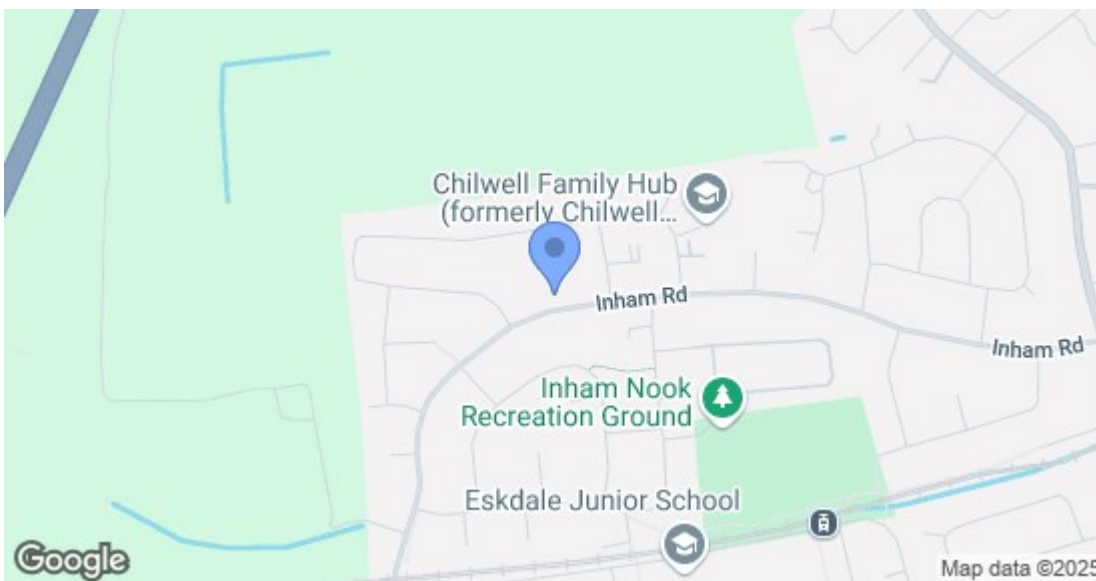 Chilwell Family Hub
(formerly Chilwell...
Inham Rd
Inham Rd
Inham Nook
Recreation Ground
Eskdale Junior School
Google
Map data ©2025